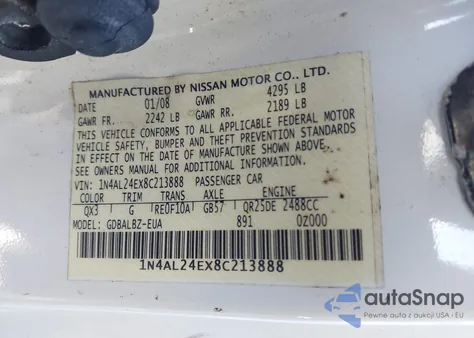 MANUFACTURED BY NISSAN MOTOR CO., LTD.
DATE 01/08 GVWR 4295 LB
GAWR FR. 2242 LB GAWR RR. 2189 LB
THIS VEHICLE CONFORMS TO ALL APPLICABLE FEDERAL MOTOR
VEHICLE SAFETY, BUMPER AND THEFT PREVENTION STANDARDS
IN EFFECT ON THE DATE OF MANUFACTURE SHOWN ABOVE.
SEE OWNERS MANUAL FOR ADDITIONAL INFORMATION.
VIN: 1N4AL24EX8C213888 PASSENGER CAR
COLOR TRIM TRANS AXLE ENGINE
QX3 G RE0F10A GB57 QR25DE 2488CC
MODEL: GDBALBZ-EUA 891 0Z000
1N4AL24EX8C213888
autoSnap
Pewne auta z aukcji USA - EU